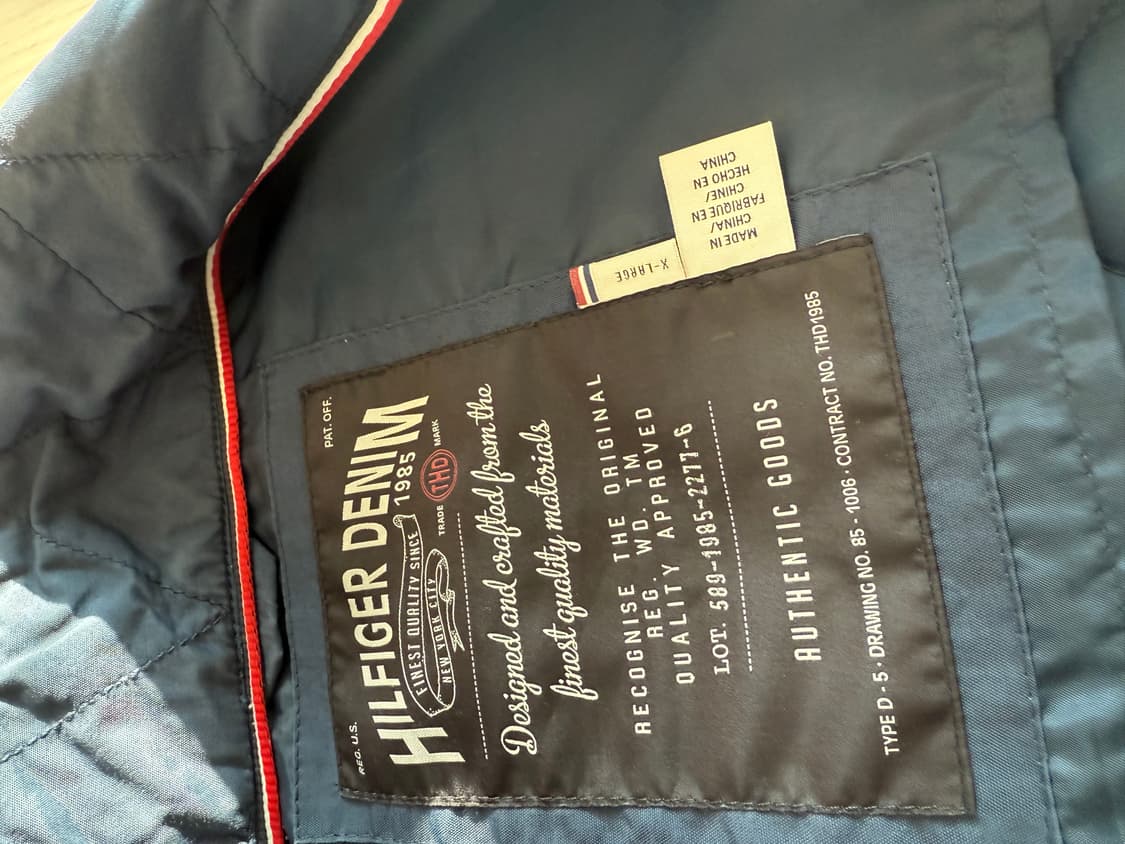 REG. U.S. PAT. OFF.
HILFIGER DENIM
FINEST QUALITY SINCE 1985
NEW YORK CITY
TRADE THD MARK
Designed and crafted from the
finest quality materials
RECOGNISE THE ORIGINAL
REG. WD. TM
QUALITY APPROVED
LOT. 589-1985-2277-6
AUTHENTIC GOODS
TYPE D - 5 · DRAWING NO. 85 - 1006 · CONTRACT NO. THD1985
X-LARGE
MADE IN
CHINA/
FABRIQUE EN
CHINE/
HECHO EN
CHINA